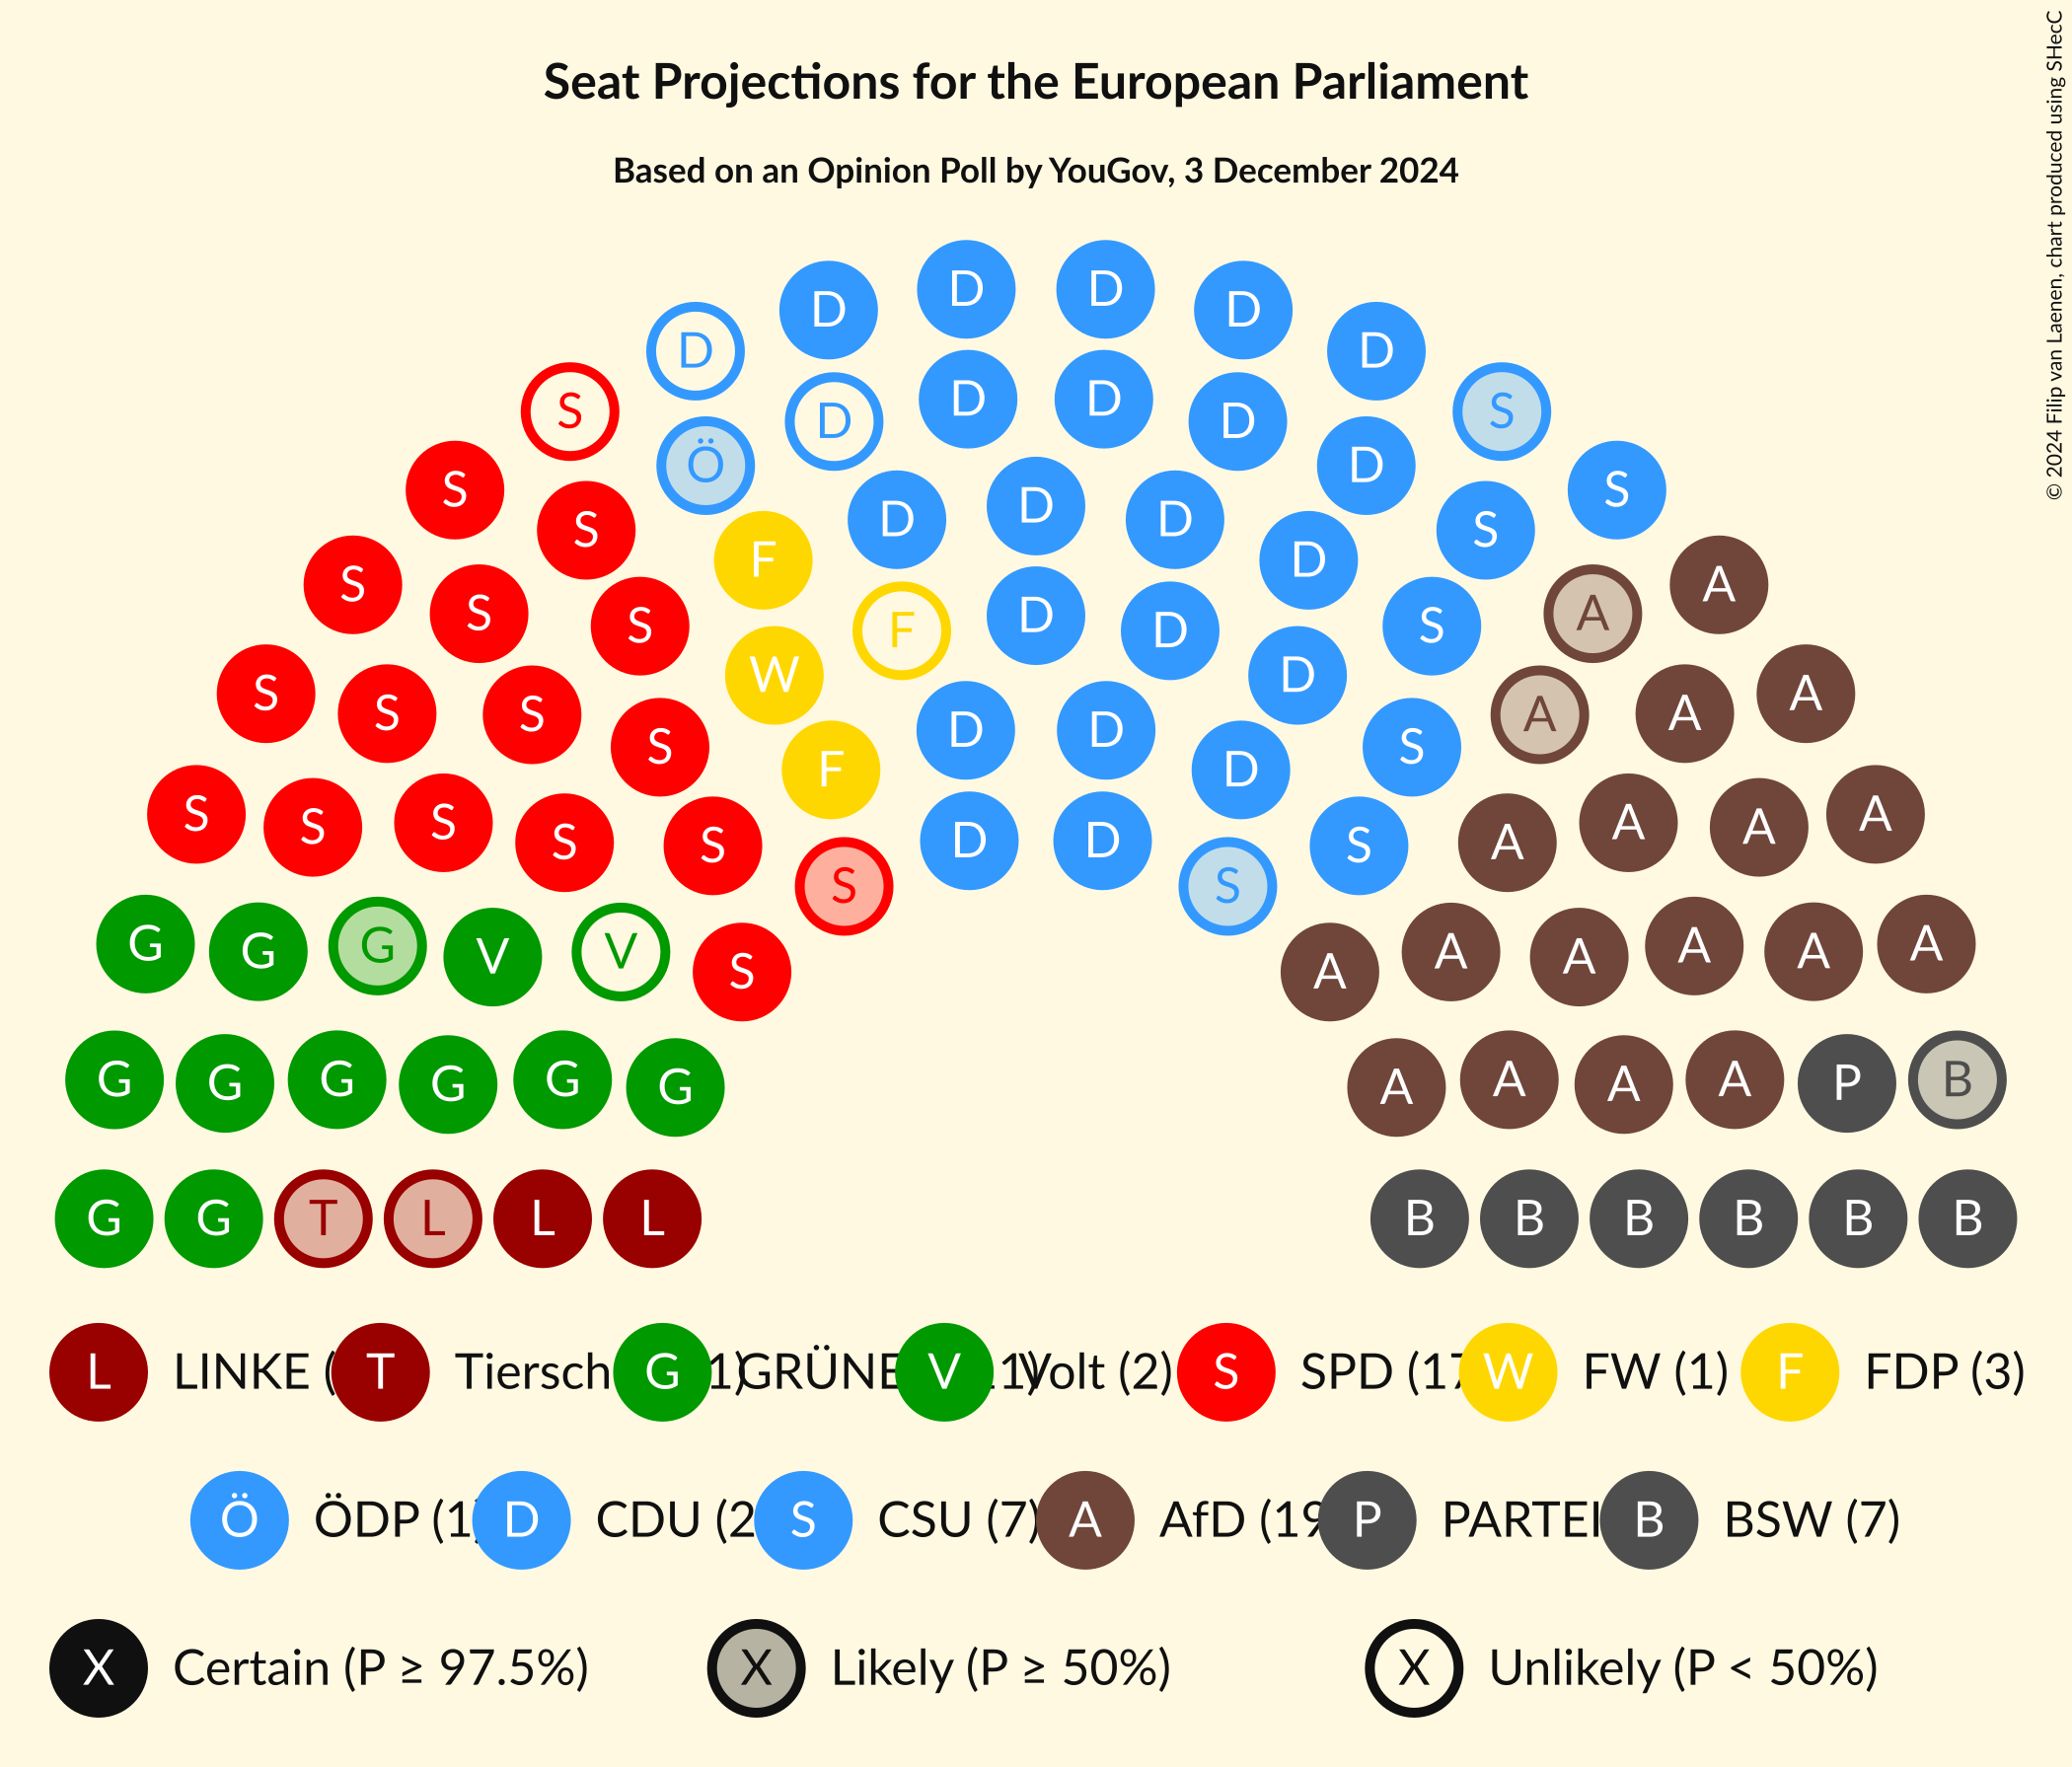 Seat Projections for the European Parliament
Based on an Opinion Poll by YouGov, 3 December 2024
© 2024 Filip van Laenen, chart produced using SHecC
D D D D
D D
D D
S D D S
Ö D
S D D D S
S S
F D
S A
S D A
S F D S
W D
S A
S S A A
D D
S S
F D
S S S A A A
S S D D S A
S S
G G G V V S A A A A A A
G G G G G G A A A A P B
G G T L L L B B B B B B
L LINKE ( T Tiersch G 1) GRÜNE V 1) Volt (2) S SPD (17 W FW (1) F FDP (3)
Ö ÖDP (1 D CDU (2 S CSU (7) A AfD (19 P PARTEI B BSW (7)
X Certain (P ≥ 97.5%) X Likely (P ≥ 50%) X Unlikely (P < 50%)